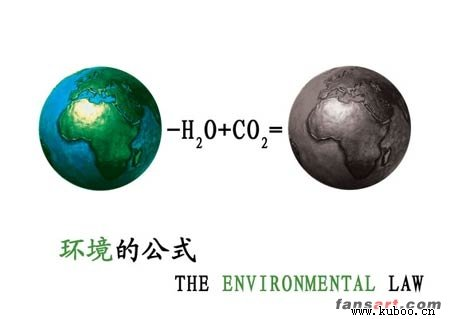 -H₂O+CO₂=
环境的公式
THE ENVIRONMENTAL LAW
fansart.com
www.kuboo.cn